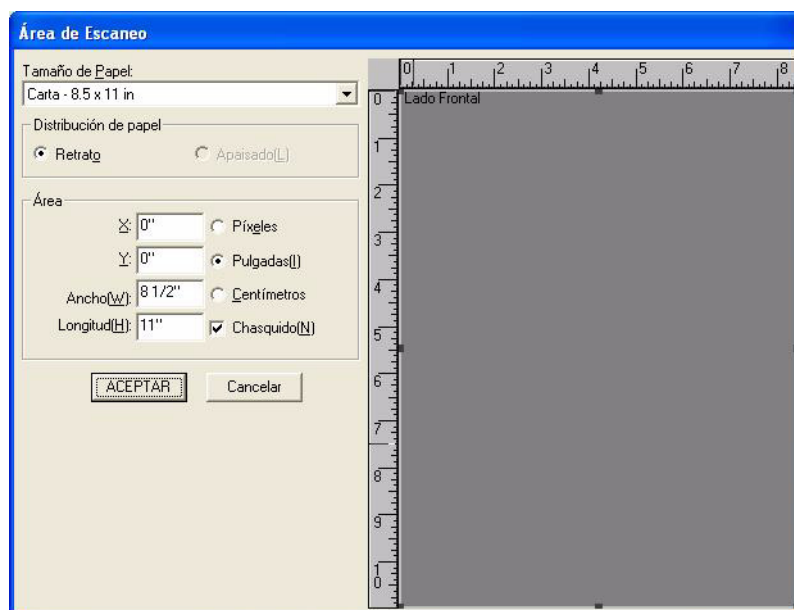 Área de Escaneo
Tamaño de Papel:
Carta - 8.5 x 11 in
Distribución de papel
Retrato
Apaisado(L)
Área
X: 0"
Píxeles
Y: 0"
Pulgadas(I)
Ancho(W): 8 1/2"
Centímetros
Longitud(H): 11"
Chasquido(N)
ACEPTAR
Cancelar
0 1 2 3 4 5 6 7 8
Lado Frontal
0
1
2
3
4
5
6
7
8
9
10